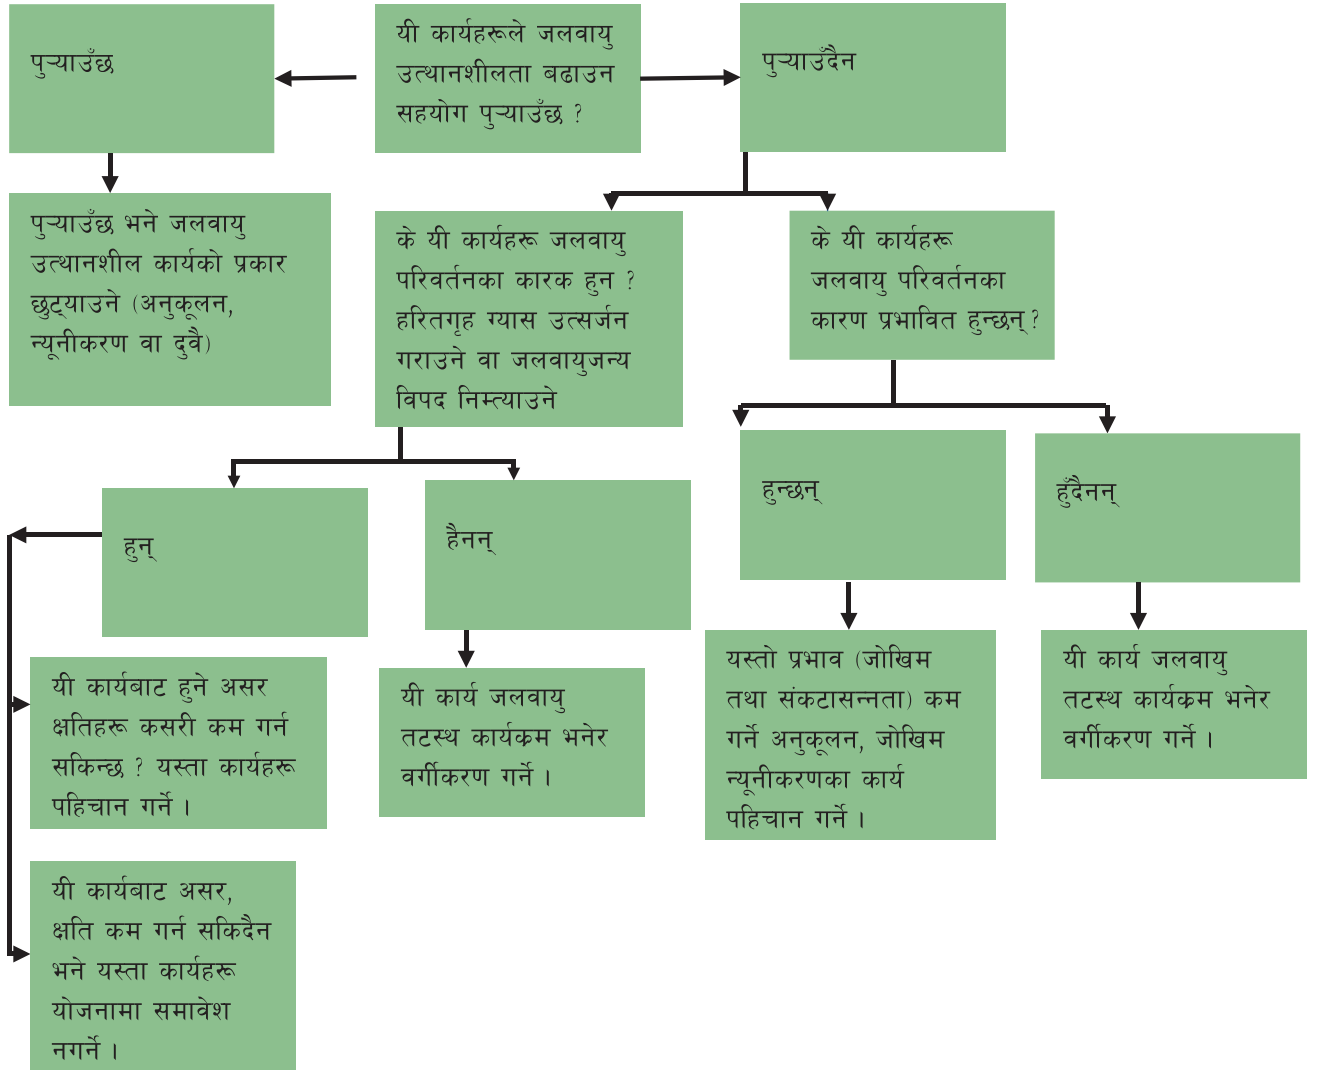 पुऱ्याउँछ
यी कार्यहरूले जलवायु
उत्थानशीलता बढाउन
सहयोग पुऱ्याउँछ ?
पुऱ्याउँदैन
पुऱ्याउँछ भने जलवायु
उत्थानशील कार्यको प्रकार
छुट्याउने (अनुकूलन,
न्यूनीकरण वा दुवै)
के यी कार्यहरू जलवायु
परिवर्तनका कारक हुन ?
हरितगृह ग्यास उत्सर्जन
गराउने वा जलवायुजन्य
विपद निम्त्याउने
के यी कार्यहरू
जलवायु परिवर्तनका
कारण प्रभावित हुन्छन् ?
हुन्
हैनन्
हुन्छन्
हुँदैनन्
यी कार्यबाट हुने असर
क्षतिहरू कसरी कम गर्न
सकिन्छ ? यस्ता कार्यहरू
पहिचान गर्ने ।
यी कार्य जलवायु
तटस्थ कार्यक्रम भनेर
वर्गीकरण गर्ने ।
यस्तो प्रभाव (जोखिम
तथा संकटासन्नता) कम
गर्ने अनुकूलन, जोखिम
न्यूनीकरणका कार्य
पहिचान गर्ने ।
यी कार्य जलवायु
तटस्थ कार्यक्रम भनेर
वर्गीकरण गर्ने ।
यी कार्यबाट असर,
क्षति कम गर्न सकिदैन
भने यस्ता कार्यहरू
योजनामा समावेश
नगर्ने ।